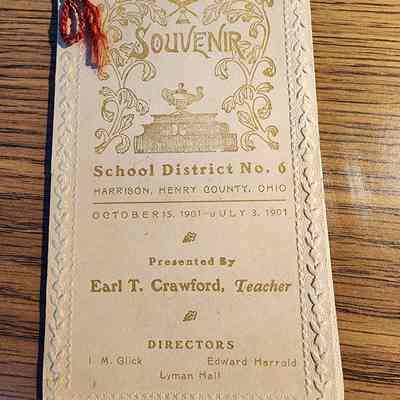 SOUVENIR
School District No. 6
HARRISON, HENRY COUNTY, OHIO
OCTOBER 15, 1901-JULY 3, 1901
Presented By
Earl T. Crawford, Teacher
DIRECTORS
I. M. Glick Edward Harrold
Lyman Hall